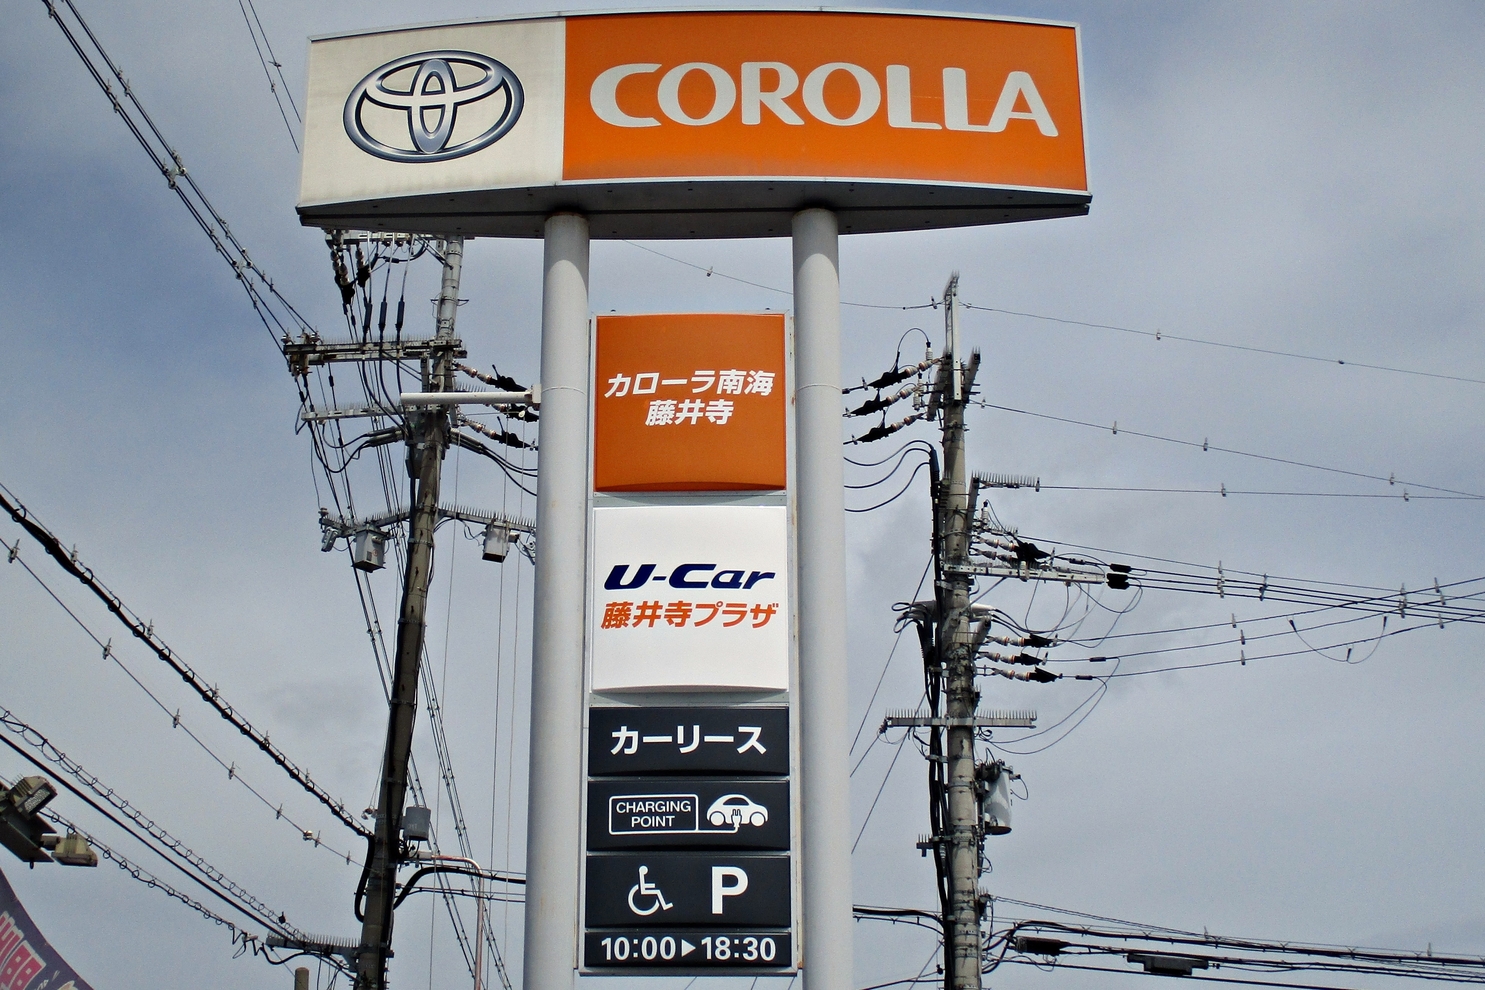 COROLLA
カローラ南海
藤井寺
U-Car
藤井寺プラザ
カーリース
CHARGING
POINT
P
10:00▶18:30